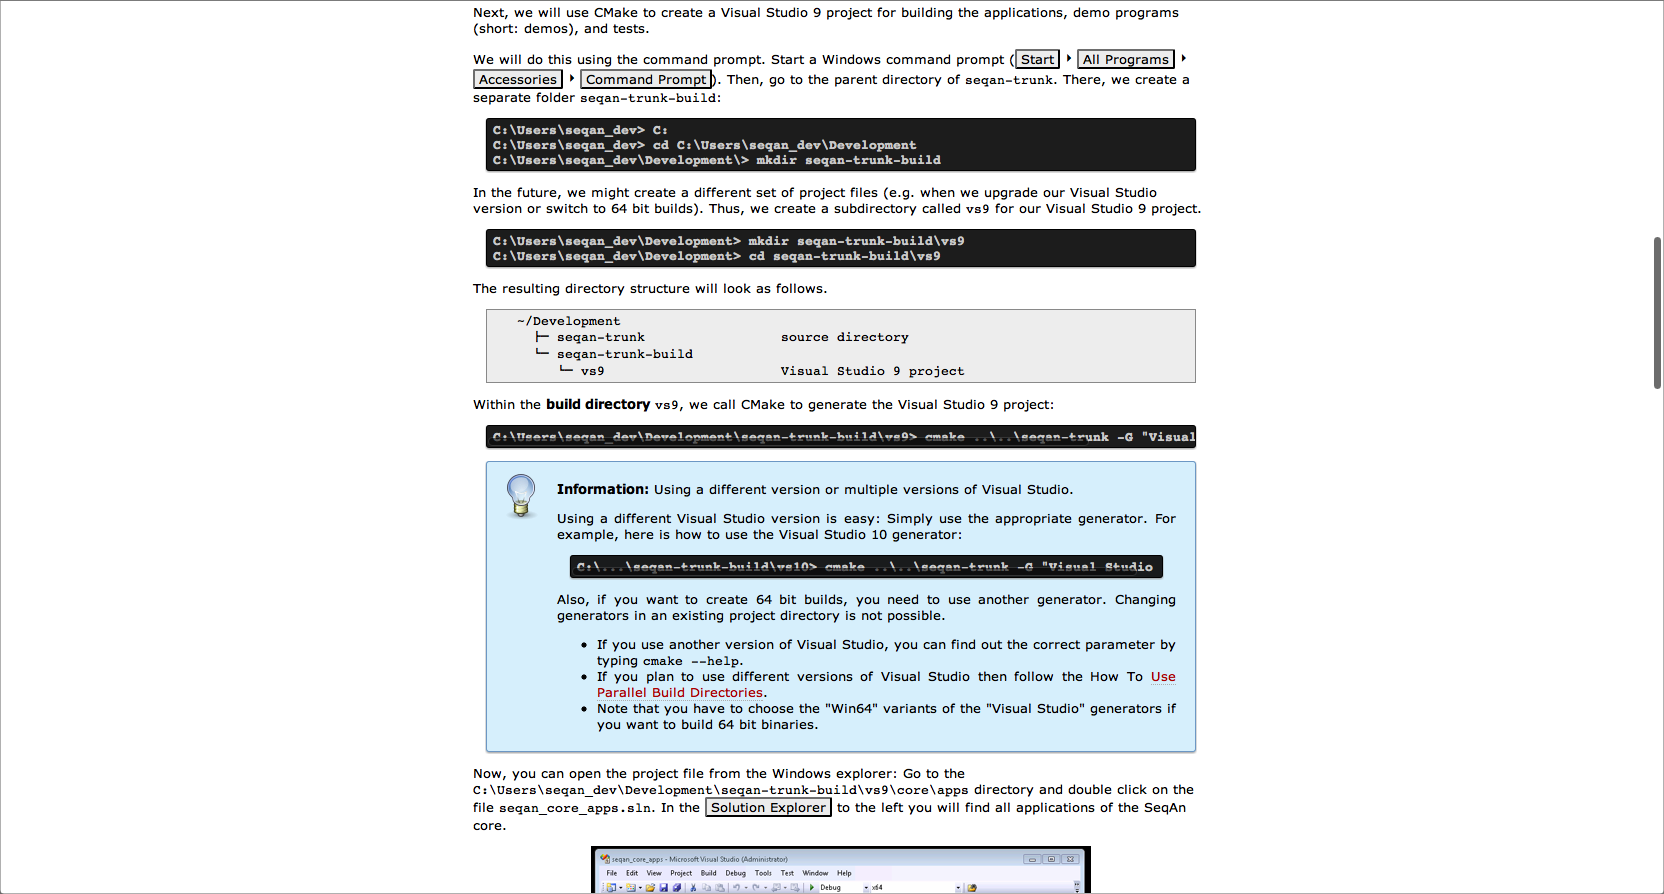 Next, we will use CMake to create a Visual Studio 9 project for building the applications, demo programs
(short: demos), and tests.
We will do this using the command prompt. Start a Windows command prompt (Start ▸ All Programs ▸
Accessories ▸ Command Prompt). Then, go to the parent directory of seqan-trunk. There, we create a
separate folder seqan-trunk-build:
C:\Users\seqan_dev> C:
C:\Users\seqan_dev> cd C:\Users\seqan_dev\Development
C:\Users\seqan_dev\Development\> mkdir seqan-trunk-build
In the future, we might create a different set of project files (e.g. when we upgrade our Visual Studio
version or switch to 64 bit builds). Thus, we create a subdirectory called vs9 for our Visual Studio 9 project.
C:\Users\seqan_dev\Development> mkdir seqan-trunk-build\vs9
C:\Users\seqan_dev\Development> cd seqan-trunk-build\vs9
The resulting directory structure will look as follows.
~/Development
├─ seqan-trunk source directory
└─ seqan-trunk-build
└─ vs9 Visual Studio 9 project
Within the build directory vs9, we call CMake to generate the Visual Studio 9 project:
C:\Users\seqan_dev\Development\seqan-trunk-build\vs9> cmake ..\..\seqan-trunk -G "Visual
Information: Using a different version or multiple versions of Visual Studio.
Using a different Visual Studio version is easy: Simply use the appropriate generator. For
example, here is how to use the Visual Studio 10 generator:
C:\...\seqan-trunk-build\vs10> cmake ..\..\seqan-trunk -G "Visual Studio
Also, if you want to create 64 bit builds, you need to use another generator. Changing
generators in an existing project directory is not possible.
• If you use another version of Visual Studio, you can find out the correct parameter by
typing cmake --help.
• If you plan to use different versions of Visual Studio then follow the How To Use
Parallel Build Directories.
• Note that you have to choose the "Win64" variants of the "Visual Studio" generators if
you want to build 64 bit binaries.
Now, you can open the project file from the Windows explorer: Go to the
C:\Users\seqan_dev\Development\seqan-trunk-build\vs9\core\apps directory and double click on the
file seqan_core_apps.sln. In the Solution Explorer to the left you will find all applications of the SeqAn
core.
seqan_core_apps - Microsoft Visual Studio (Administrator)
File Edit View Project Build Debug Tools Test Window Help
Debug x64